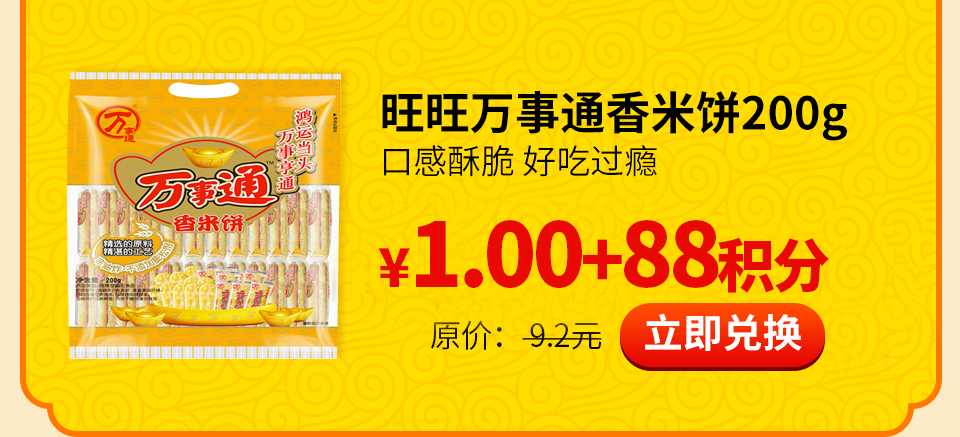 旺旺万事通香米饼200g
口感酥脆 好吃过瘾
¥1.00+88积分
原价：9.2元
立即兑换
万事通
鸿运当头
万事亨通
万事通
TM
香米饼
精选的原料
精湛的工艺
净含量：200g